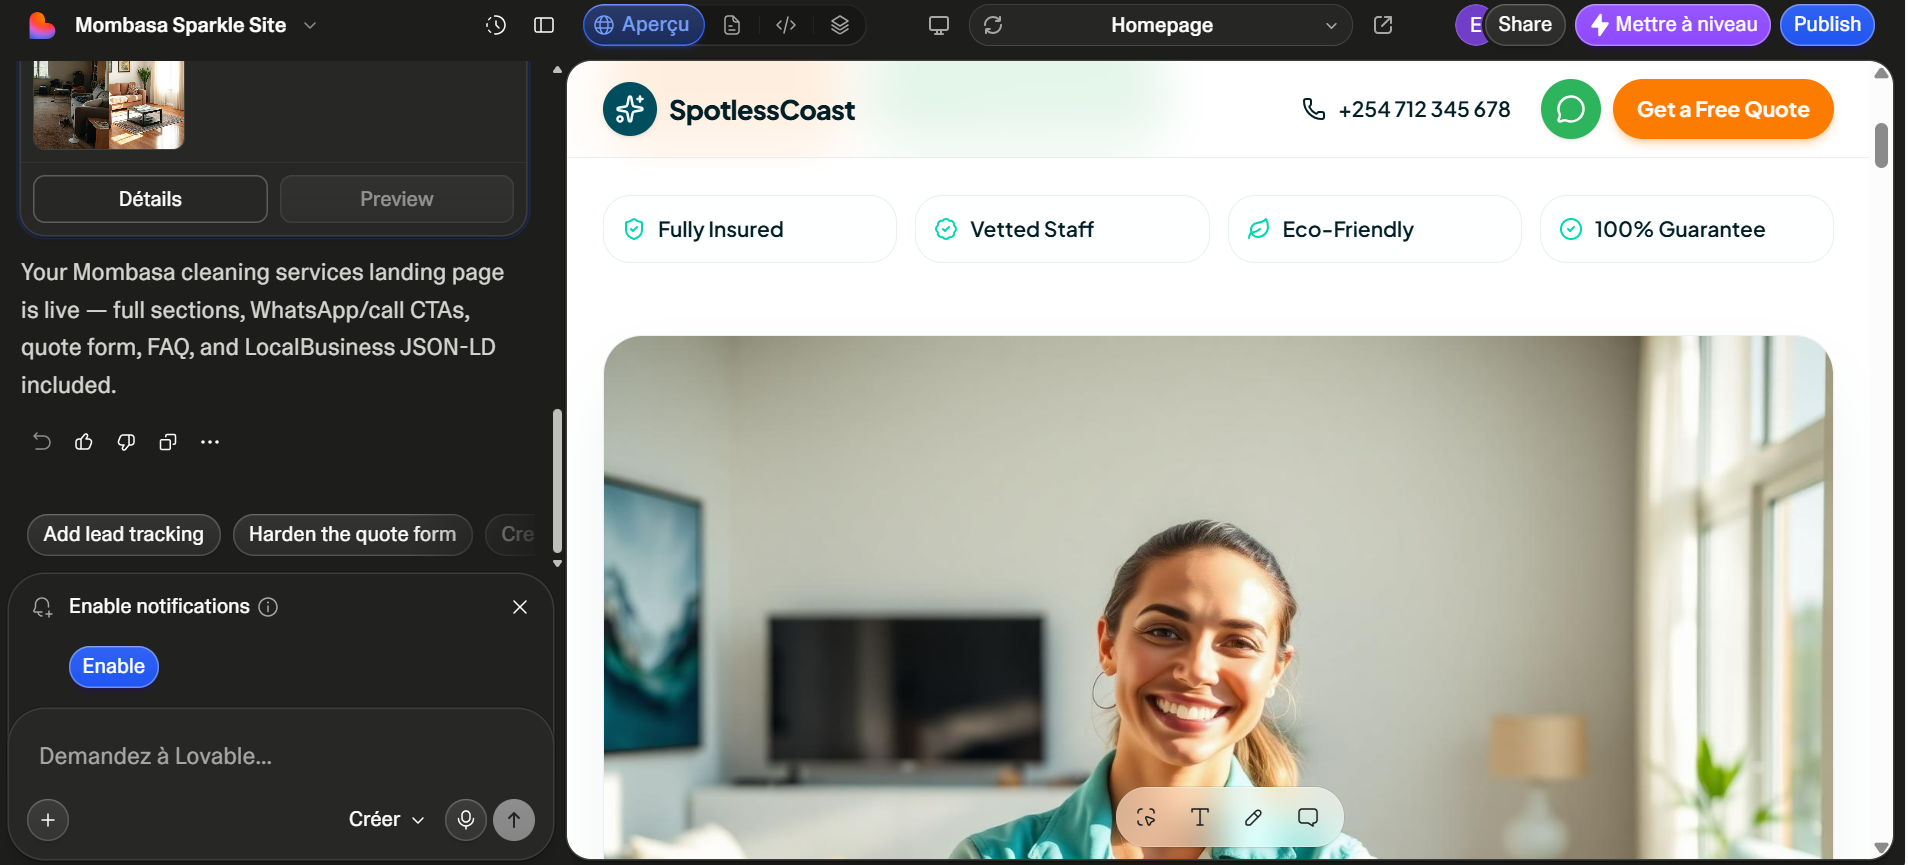 Mombasa Sparkle Site
Aperçu
Homepage
E
Share
Mettre à niveau
Publish
Détails
Preview
Your Mombasa cleaning services landing page
is live — full sections, WhatsApp/call CTAs,
quote form, FAQ, and LocalBusiness JSON-LD
included.
Add lead tracking
Harden the quote form
Cre
Enable notifications
Enable
Demandez à Lovable...
Créer
SpotlessCoast
+254 712 345 678
Get a Free Quote
Fully Insured
Vetted Staff
Eco-Friendly
100% Guarantee